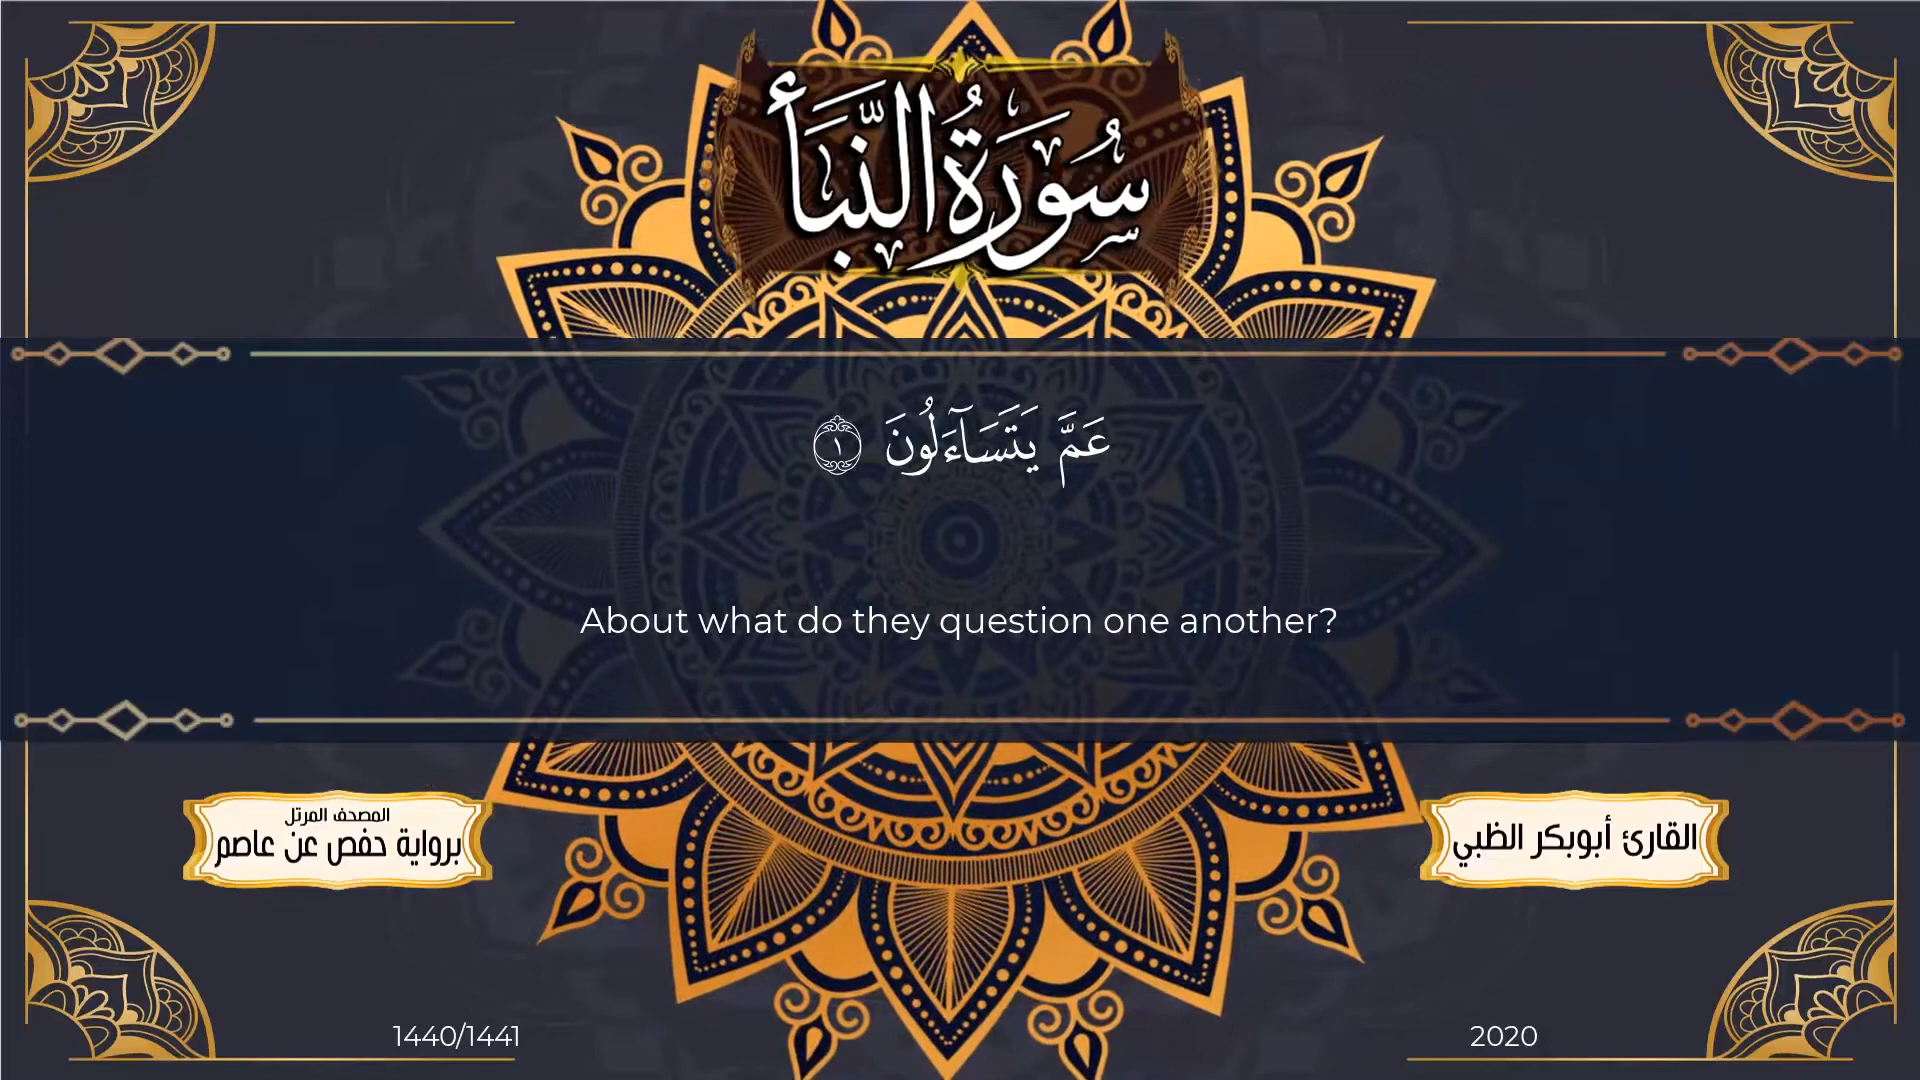 سُورَةُ النَّبَأ
عَمَّ يَتَسَآءَلُونَ ١
About what do they question one another?
القارئ أبوبكر الظبي
المصحف المرتل
برواية حفص عن عاصم
1440/1441
2020